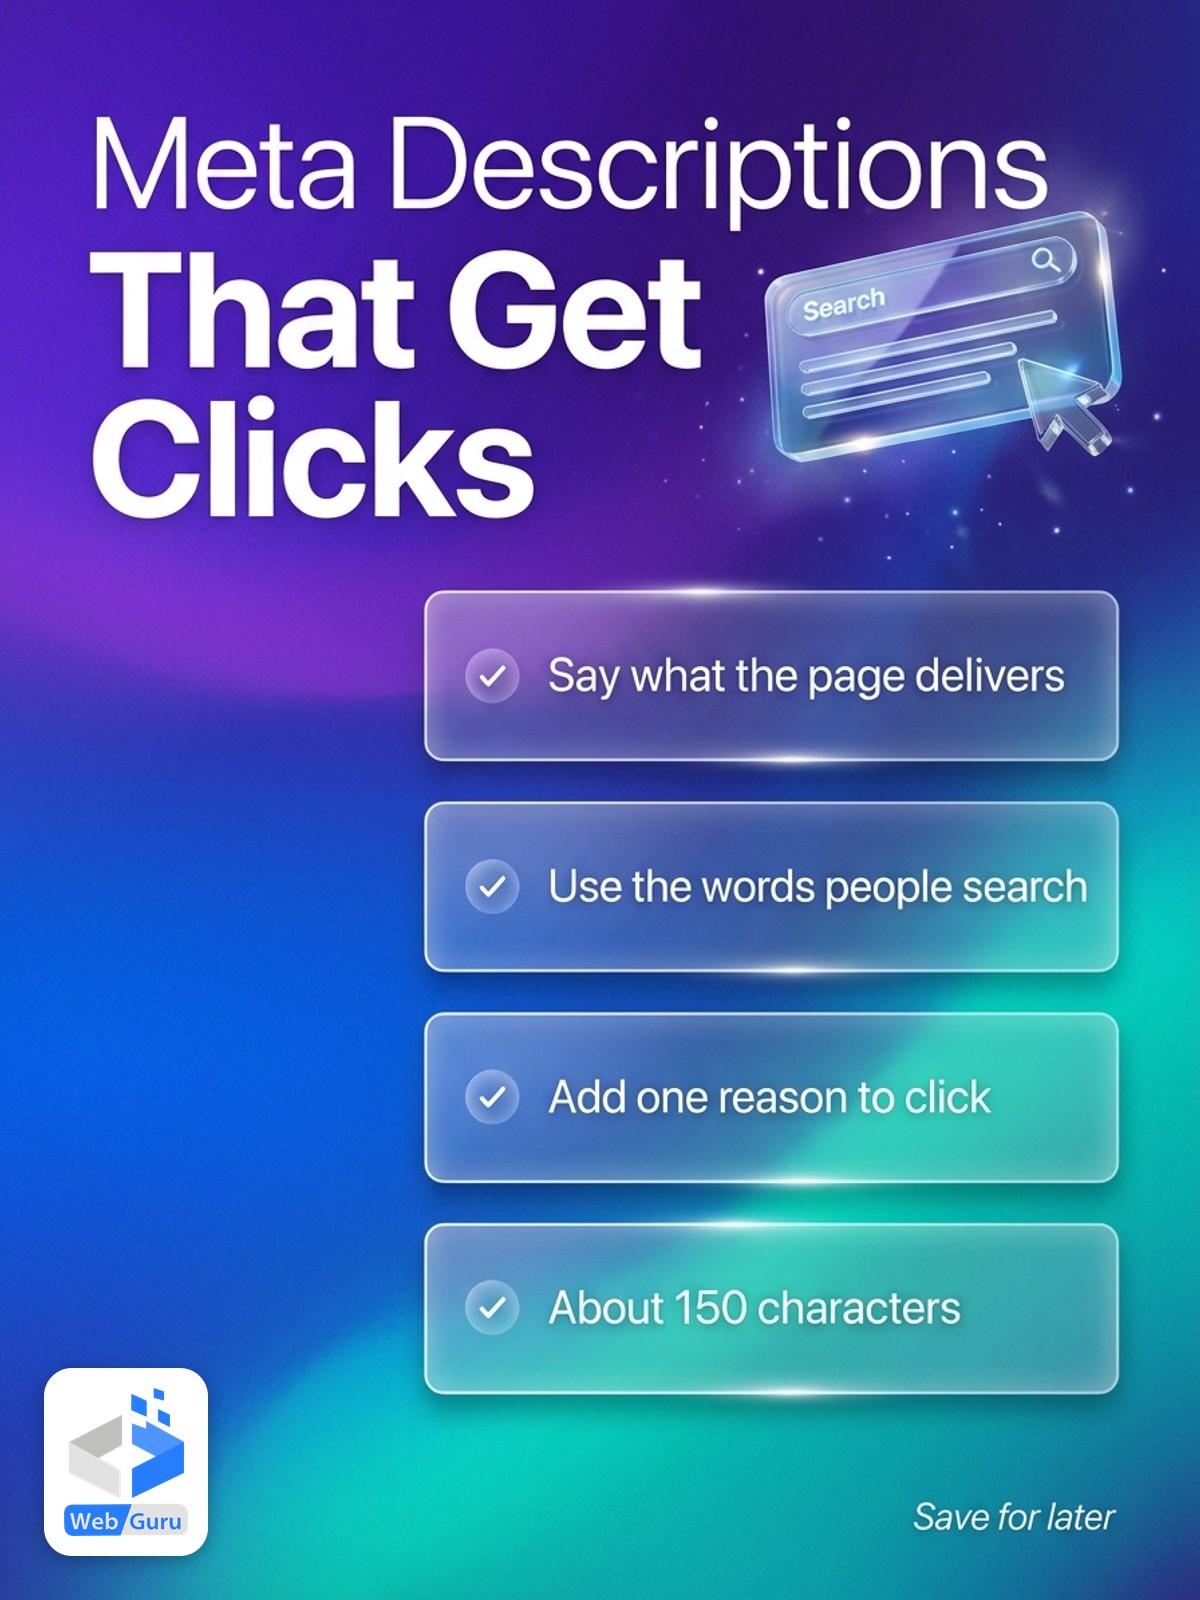 Meta Descriptions
That Get
Clicks
Search
Say what the page delivers
Use the words people search
Add one reason to click
About 150 characters
Web Guru
Save for later